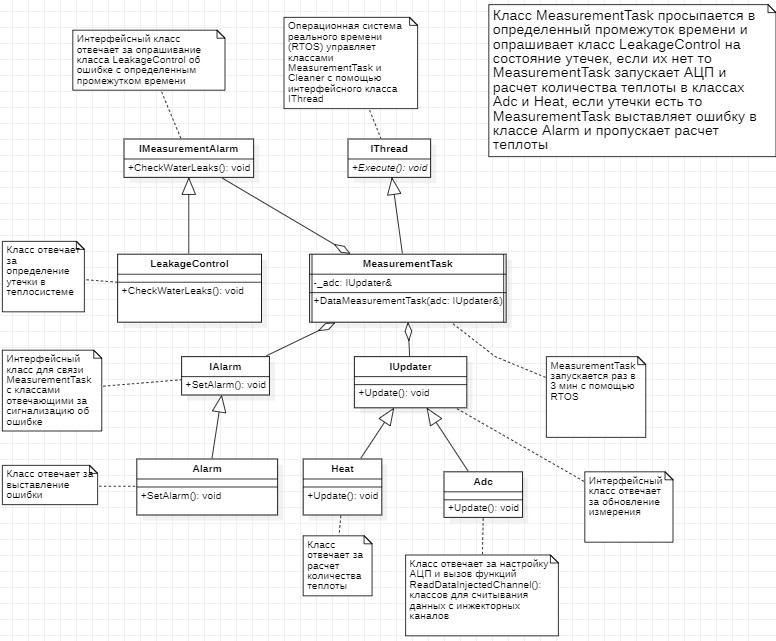 Интерфейсный класс
отвечает за опрашивание
класса LeakageControl об
ошибке с определенным
промежутком времени
Операционная система
реального времени
(RTOS) управляет
классами
MeasurementTask и
Cleaner с помощью
интерфейсного класса
IThread
Класс MeasurementTask просыпается в
определенный промежуток времени и
опрашивает класс LeakageControl на
состояние утечек, если их нет то
MeasurementTask запускает АЦП и
расчет количества теплоты в классах
Adc и Heat, если утечки есть то
MeasurementTask выставляет ошибку в
классе Alarm и пропускает расчет
теплоты
IMeasurementAlarm
+CheckWaterLeaks(): void
IThread
+Execute(): void
Класс отвечает
за
определение
утечки в
теплосистеме
LeakageControl
+CheckWaterLeaks(): void
MeasurementTask
-_adc: IUpdater&
+DataMeasurementTask(adc: IUpdater&)
Интерфейсный
класс для связи
MeasurementTask
с классами
отвечающими за
сигнализацию об
ошибке
IAlarm
+SetAlarm(): void
IUpdater
+Update(): void
MeasurementTask
запускается раз в
3 мин с помощью
RTOS
Класс отвечает за
выставление
ошибки
Alarm
+SetAlarm(): void
Heat
+Update(): void
Adc
+Update(): void
Интерфейсный
класс отвечает
за обновление
измерения
Класс
отвечает за
расчет
количества
теплоты
Класс отвечает за настройку
АЦП и вызов функций
ReadDataInjectedChannel():
классов для считывания
данных с инжекторных
каналов